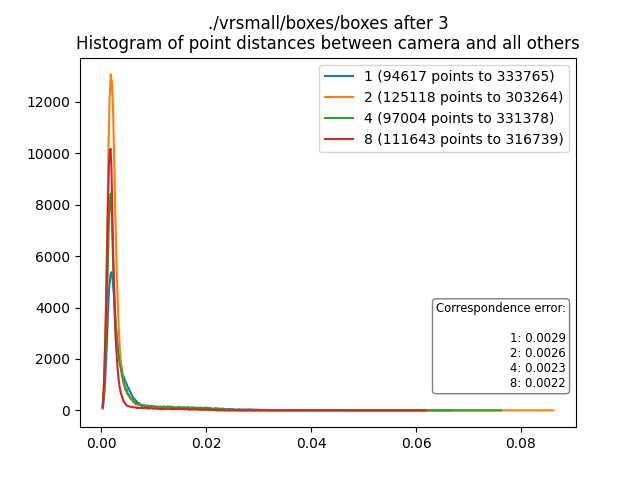 ./vrsmall/boxes/boxes after 3
Histogram of point distances between camera and all others
1 (94617 points to 333765)
2 (125118 points to 303264)
4 (97004 points to 331378)
8 (111643 points to 316739)
12000
10000
8000
6000
4000
2000
0
Correspondence error:
1: 0.0029
2: 0.0026
4: 0.0023
8: 0.0022
0.00 0.02 0.04 0.06 0.08